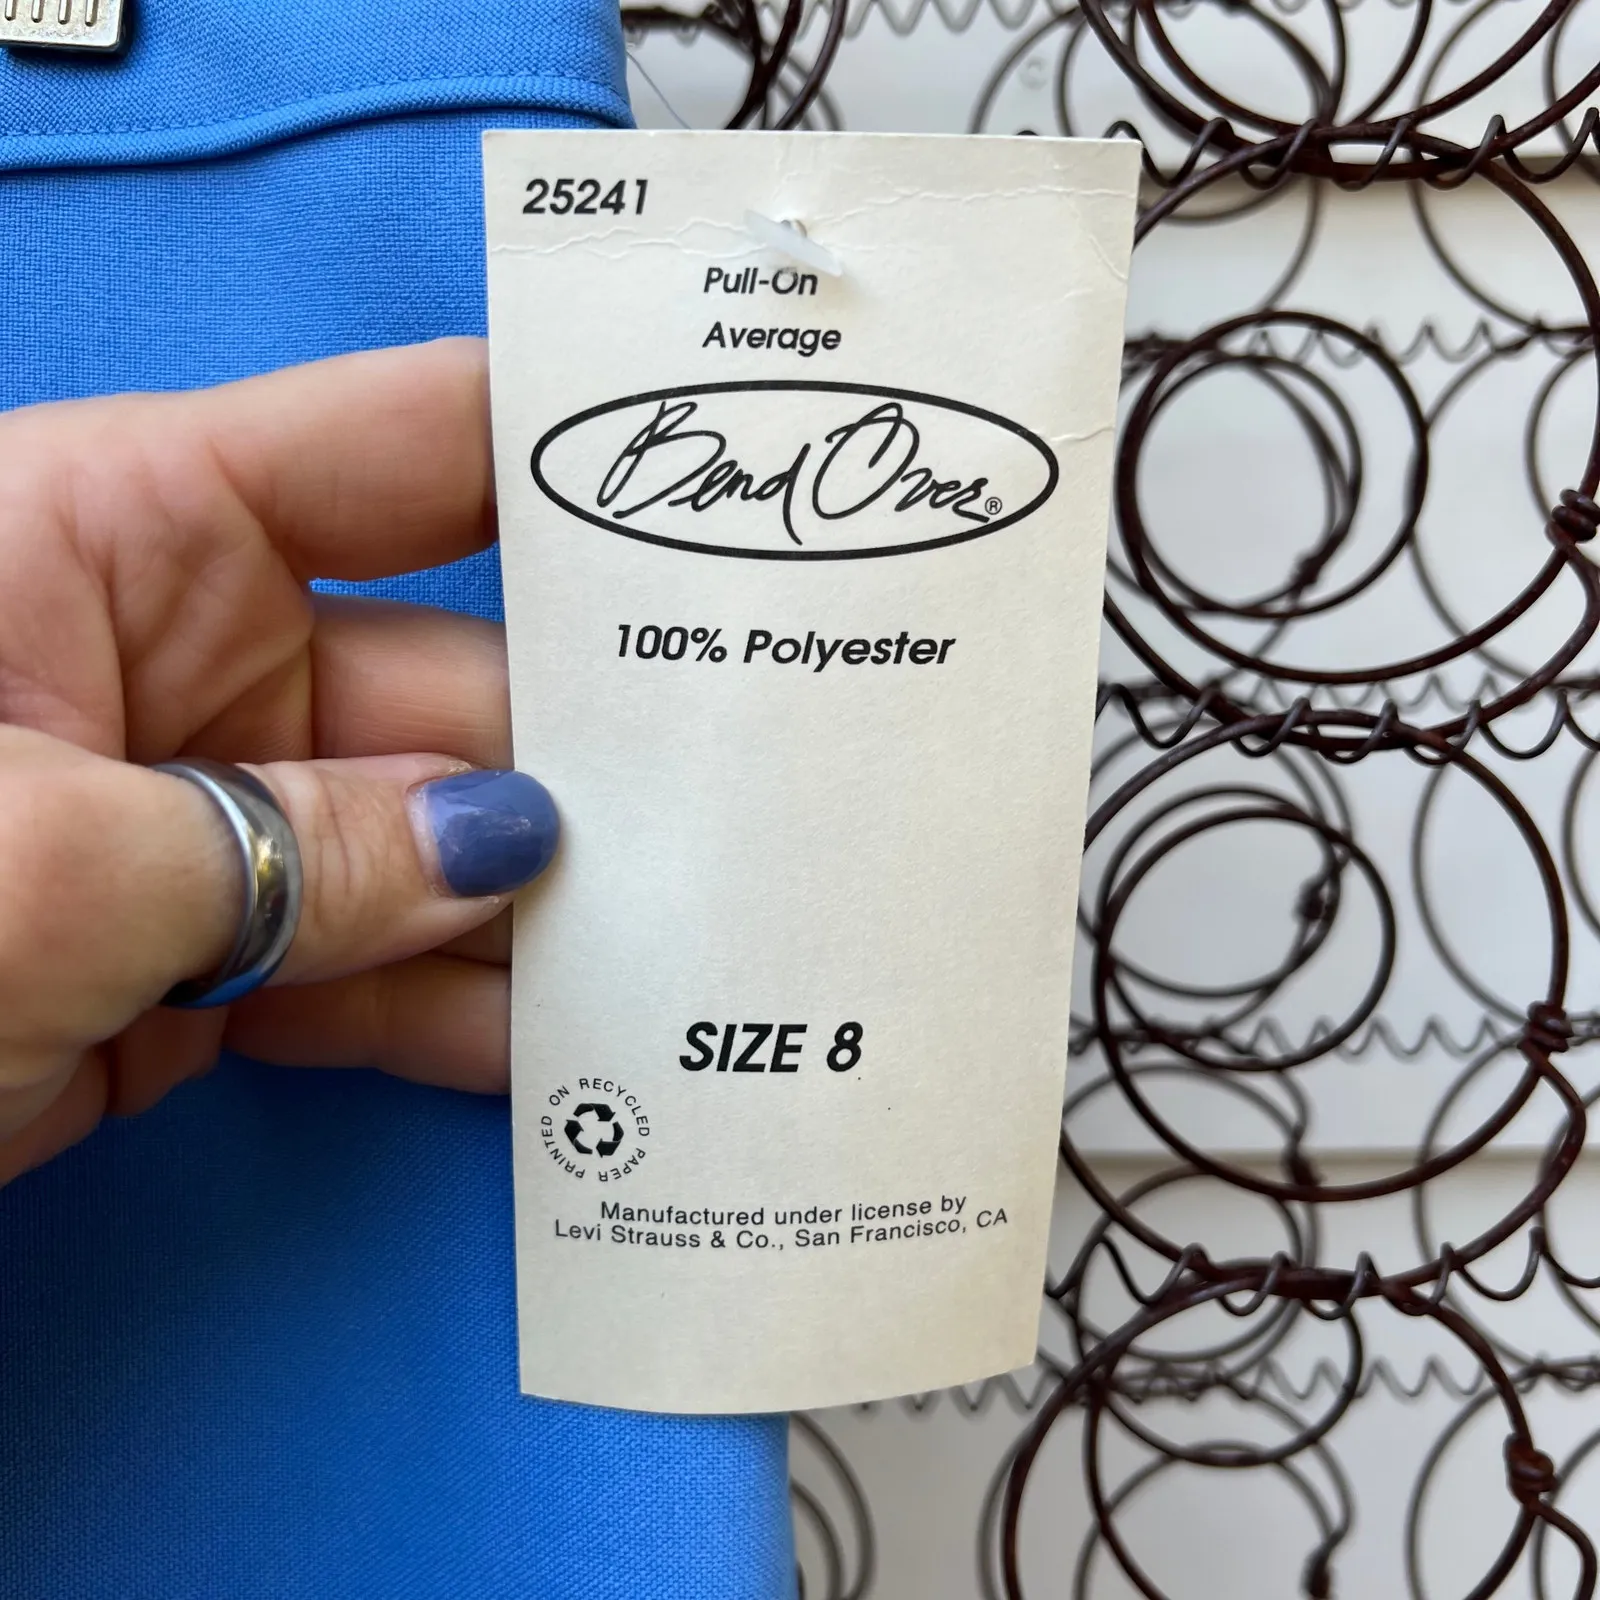 25241
Pull-On
Average
Bend Over®
100% Polyester
SIZE 8
PRINTED ON RECYCLED PAPER
Manufactured under license by
Levi Strauss & Co., San Francisco, CA